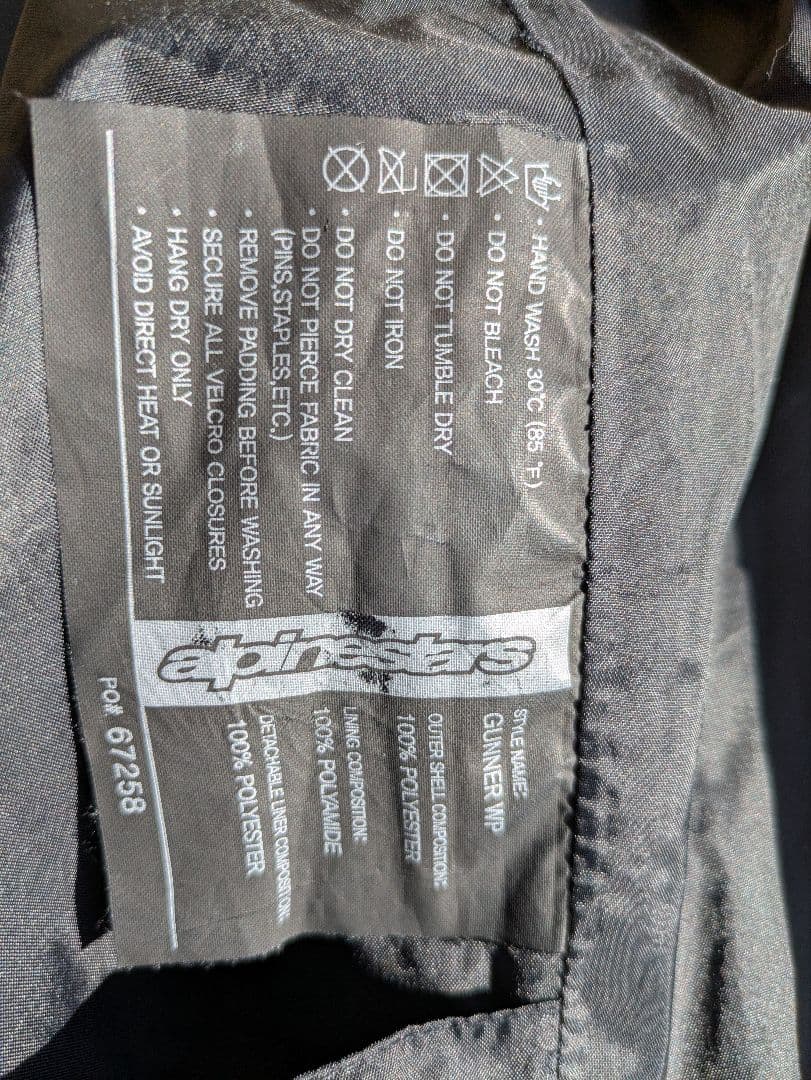 • HAND WASH 30°C (85 °F)
• DO NOT BLEACH
• DO NOT TUMBLE DRY
• DO NOT IRON
• DO NOT DRY CLEAN
• DO NOT PIERCE FABRIC IN ANY WAY
(PINS,STAPLES,ETC.)
• REMOVE PADDING BEFORE WASHING
• SECURE ALL VELCRO CLOSURES
• HANG DRY ONLY
• AVOID DIRECT HEAT OR SUNLIGHT
alpinestars
STYLE NAME:
GUNNER WP
OUTER SHELL COMPOSITION:
100% POLYESTER
LINING COMPOSITION:
100% POLYAMIDE
DETACHABLE LINER COMPOSITION:
100% POLYESTER
PO#. 67258